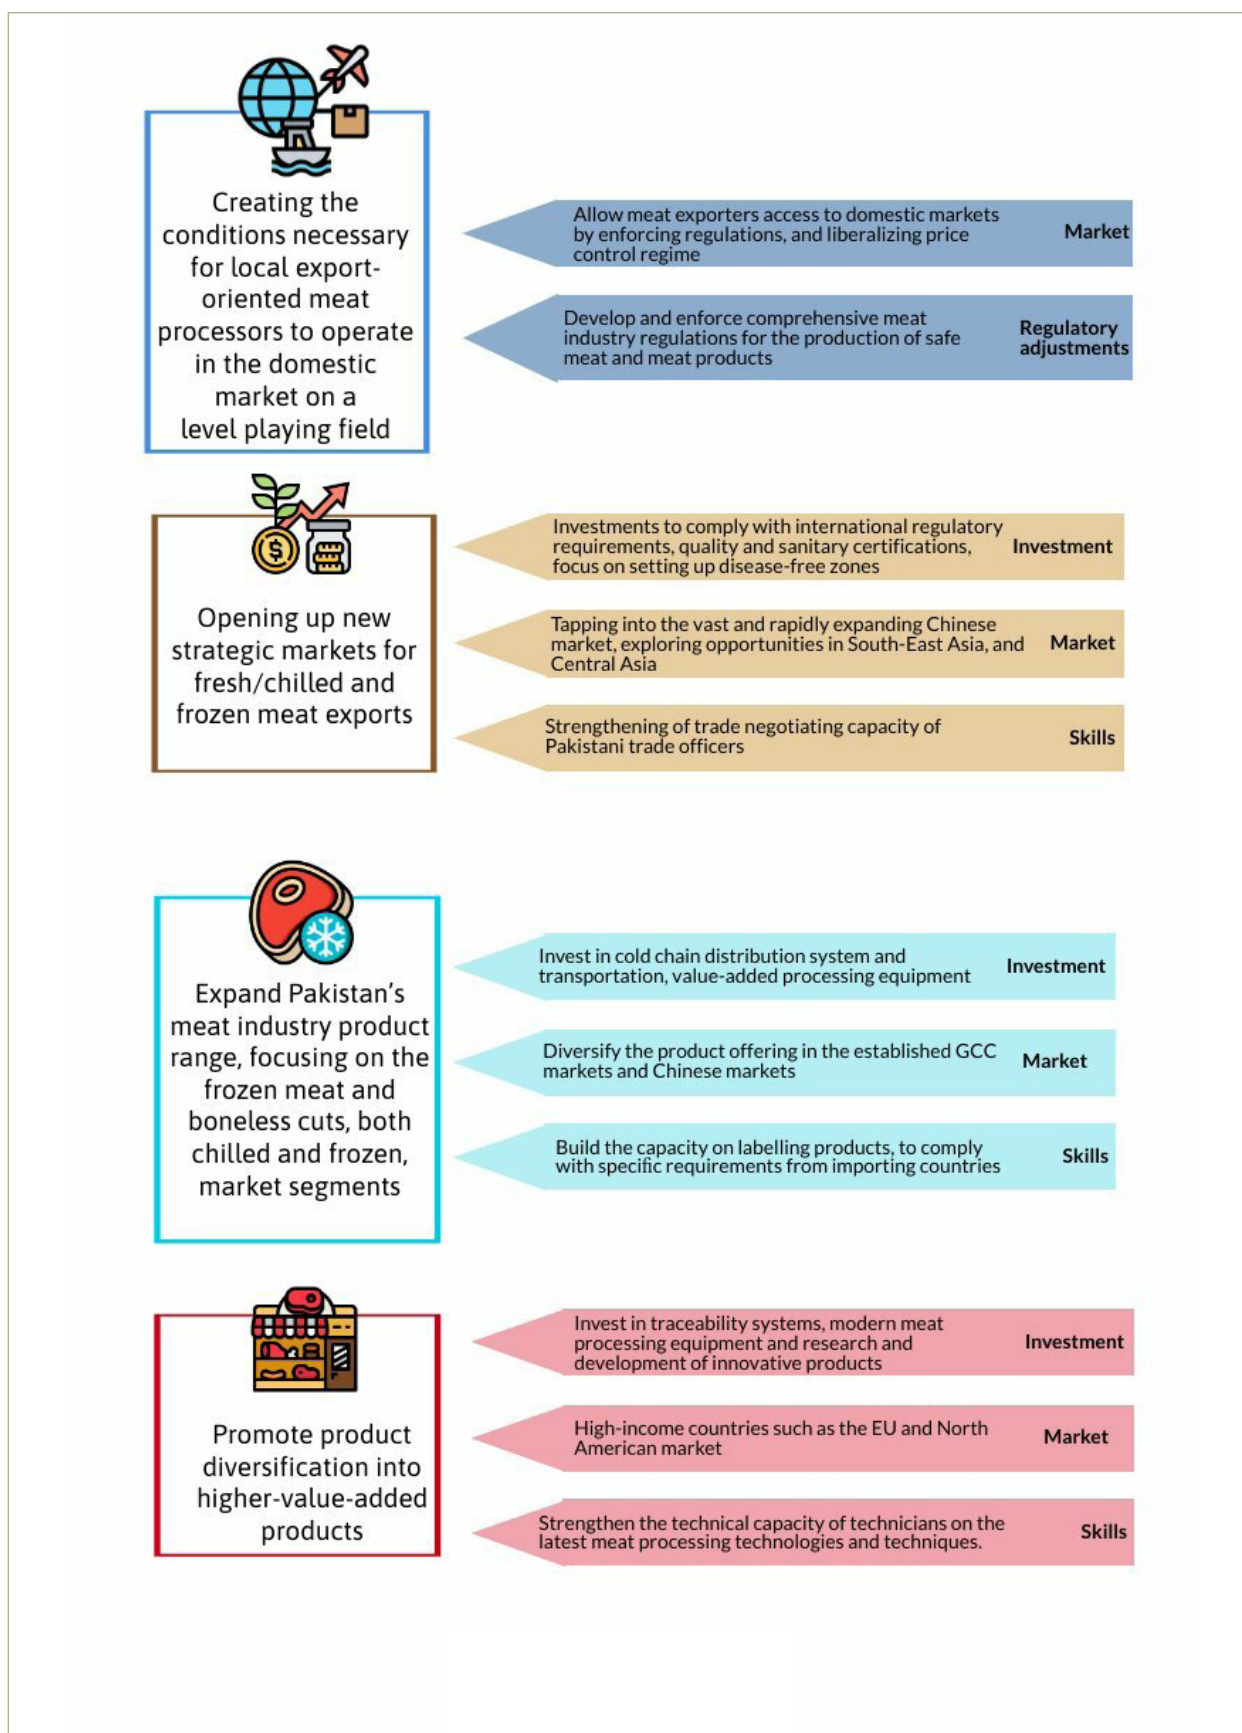 Creating the
conditions necessary
for local export-
oriented meat
processors to operate
in the domestic
market on a
level playing field
Allow meat exporters access to domestic markets
by enforcing regulations, and liberalizing price
control regime
Market
Develop and enforce comprehensive meat
industry regulations for the production of safe
meat and meat products
Regulatory
adjustments
Opening up new
strategic markets for
fresh/chilled and
frozen meat exports
Investments to comply with international regulatory
requirements, quality and sanitary certifications,
focus on setting up disease-free zones
Investment
Tapping into the vast and rapidly expanding Chinese
market, exploring opportunities in South-East Asia, and
Central Asia
Market
Strengthening of trade negotiating capacity of
Pakistani trade officers
Skills
Expand Pakistan's
meat industry product
range, focusing on the
frozen meat and
boneless cuts, both
chilled and frozen,
market segments
Invest in cold chain distribution system and
transportation, value-added processing equipment
Investment
Diversify the product offering in the established GCC
markets and Chinese markets
Market
Build the capacity on labelling products, to comply
with specific requirements from importing countries
Skills
Promote product
diversification into
higher-value-added
products
Invest in traceability systems, modern meat
processing equipment and research and
development of innovative products
Investment
High-income countries such as the EU and North
American market
Market
Strengthen the technical capacity of technicians on the
latest meat processing technologies and techniques.
Skills